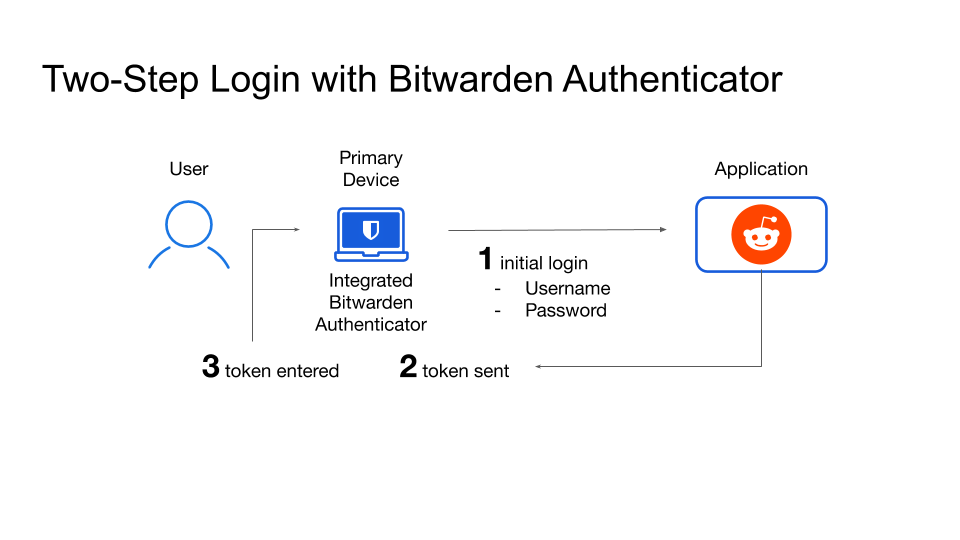 Two-Step Login with Bitwarden Authenticator
User
Primary
Device
Application
Integrated
Bitwarden
Authenticator
1 initial login
- Username
- Password
3 token entered
2 token sent